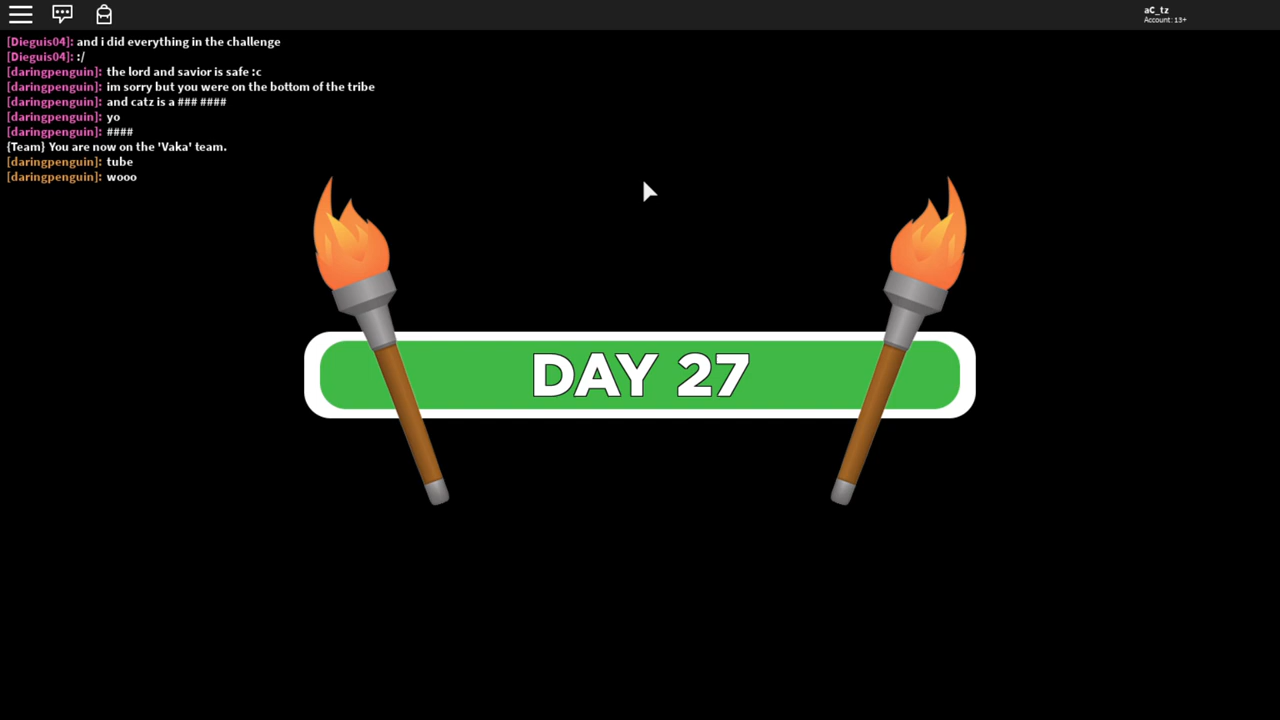 aC_tz
Account: 13+
[Dieguis04]: and i did everything in the challenge
[Dieguis04]: :/
[daringpenguin]: the lord and savior is safe :c
[daringpenguin]: im sorry but you were on the bottom of the tribe
[daringpenguin]: and catz is a ### ####
[daringpenguin]: yo
[daringpenguin]: ####
{Team} You are now on the 'Vaka' team.
[daringpenguin]: tube
[daringpenguin]: wooo
DAY 27